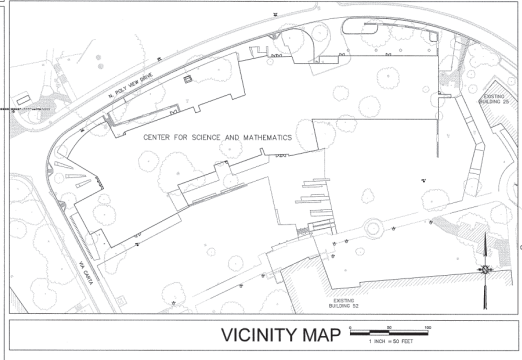 N. POLY VIEW DRIVE
EXISTING
BUILDING 25
CENTER FOR SCIENCE AND MATHEMATICS
VIA CARTA
EXISTING
BUILDING 52
VICINITY MAP
0 50 100
1 INCH = 50 FEET